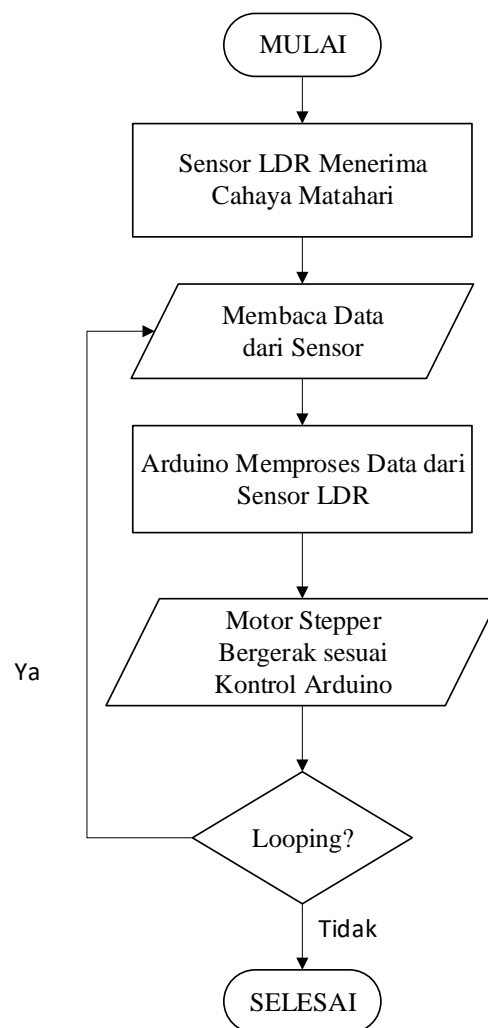 MULAI
Sensor LDR Menerima
Cahaya Matahari
Membaca Data
dari Sensor
Arduino Memproses Data dari
Sensor LDR
Motor Stepper
Bergerak sesuai
Kontrol Arduino
Ya
Looping?
Tidak
SELESAI